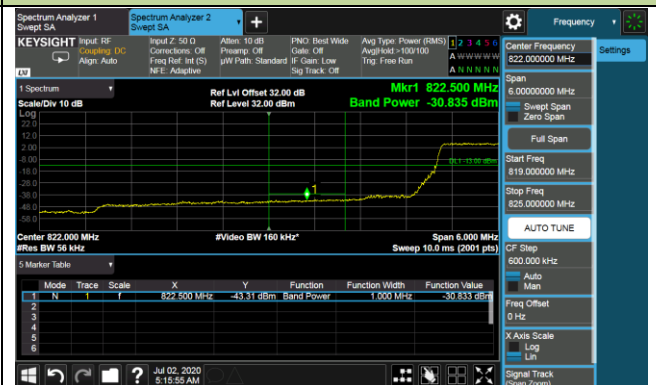 Spectrum Analyzer 1
Swept SA
Spectrum Analyzer 2
Swept SA
+
Frequency
KEYSIGHT
Input: RF
Coupling: DC
Align: Auto
Input Z: 50 Ω
Corrections: Off
Freq Ref: Int (S)
NFE: Adaptive
Atten: 10 dB
Preamp: Off
µW Path: Standard
PNO: Best Wide
Gate: Off
IF Gain: Low
Sig Track: Off
Avg Type: Power (RMS)
Avg|Hold:>100/100
Trig: Free Run
1 2 3 4 5 6
A W W W W W
A N N N N N
LXI
1 Spectrum
Scale/Div 10 dB
Ref Lvl Offset 32.00 dB
Ref Level 32.00 dBm
Mkr1 822.500 MHz
Band Power -30.835 dBm
Log
22.0
12.0
2.00
-8.00
-18.0
-28.0
-38.0
-48.0
-58.0
DL1 -13.00 dBm
1
Center 822.000 MHz
#Res BW 56 kHz
#Video BW 160 kHz*
Span 6.000 MHz
Sweep 10.0 ms (2001 pts)
5 Marker Table
Mode Trace Scale X Y Function Function Width Function Value
1 N 1 f 822.500 MHz -43.31 dBm Band Power 1.000 MHz -30.833 dBm
2
3
4
5
6
Jul 02, 2020
5:15:55 AM
Center Frequency
822.000000 MHz
Settings
Span
6.00000000 MHz
Swept Span
Zero Span
Full Span
Start Freq
819.000000 MHz
Stop Freq
825.000000 MHz
AUTO TUNE
CF Step
600.000 kHz
Auto
Man
Freq Offset
0 Hz
X Axis Scale
Log
Lin
Signal Track
(Span Zoom)